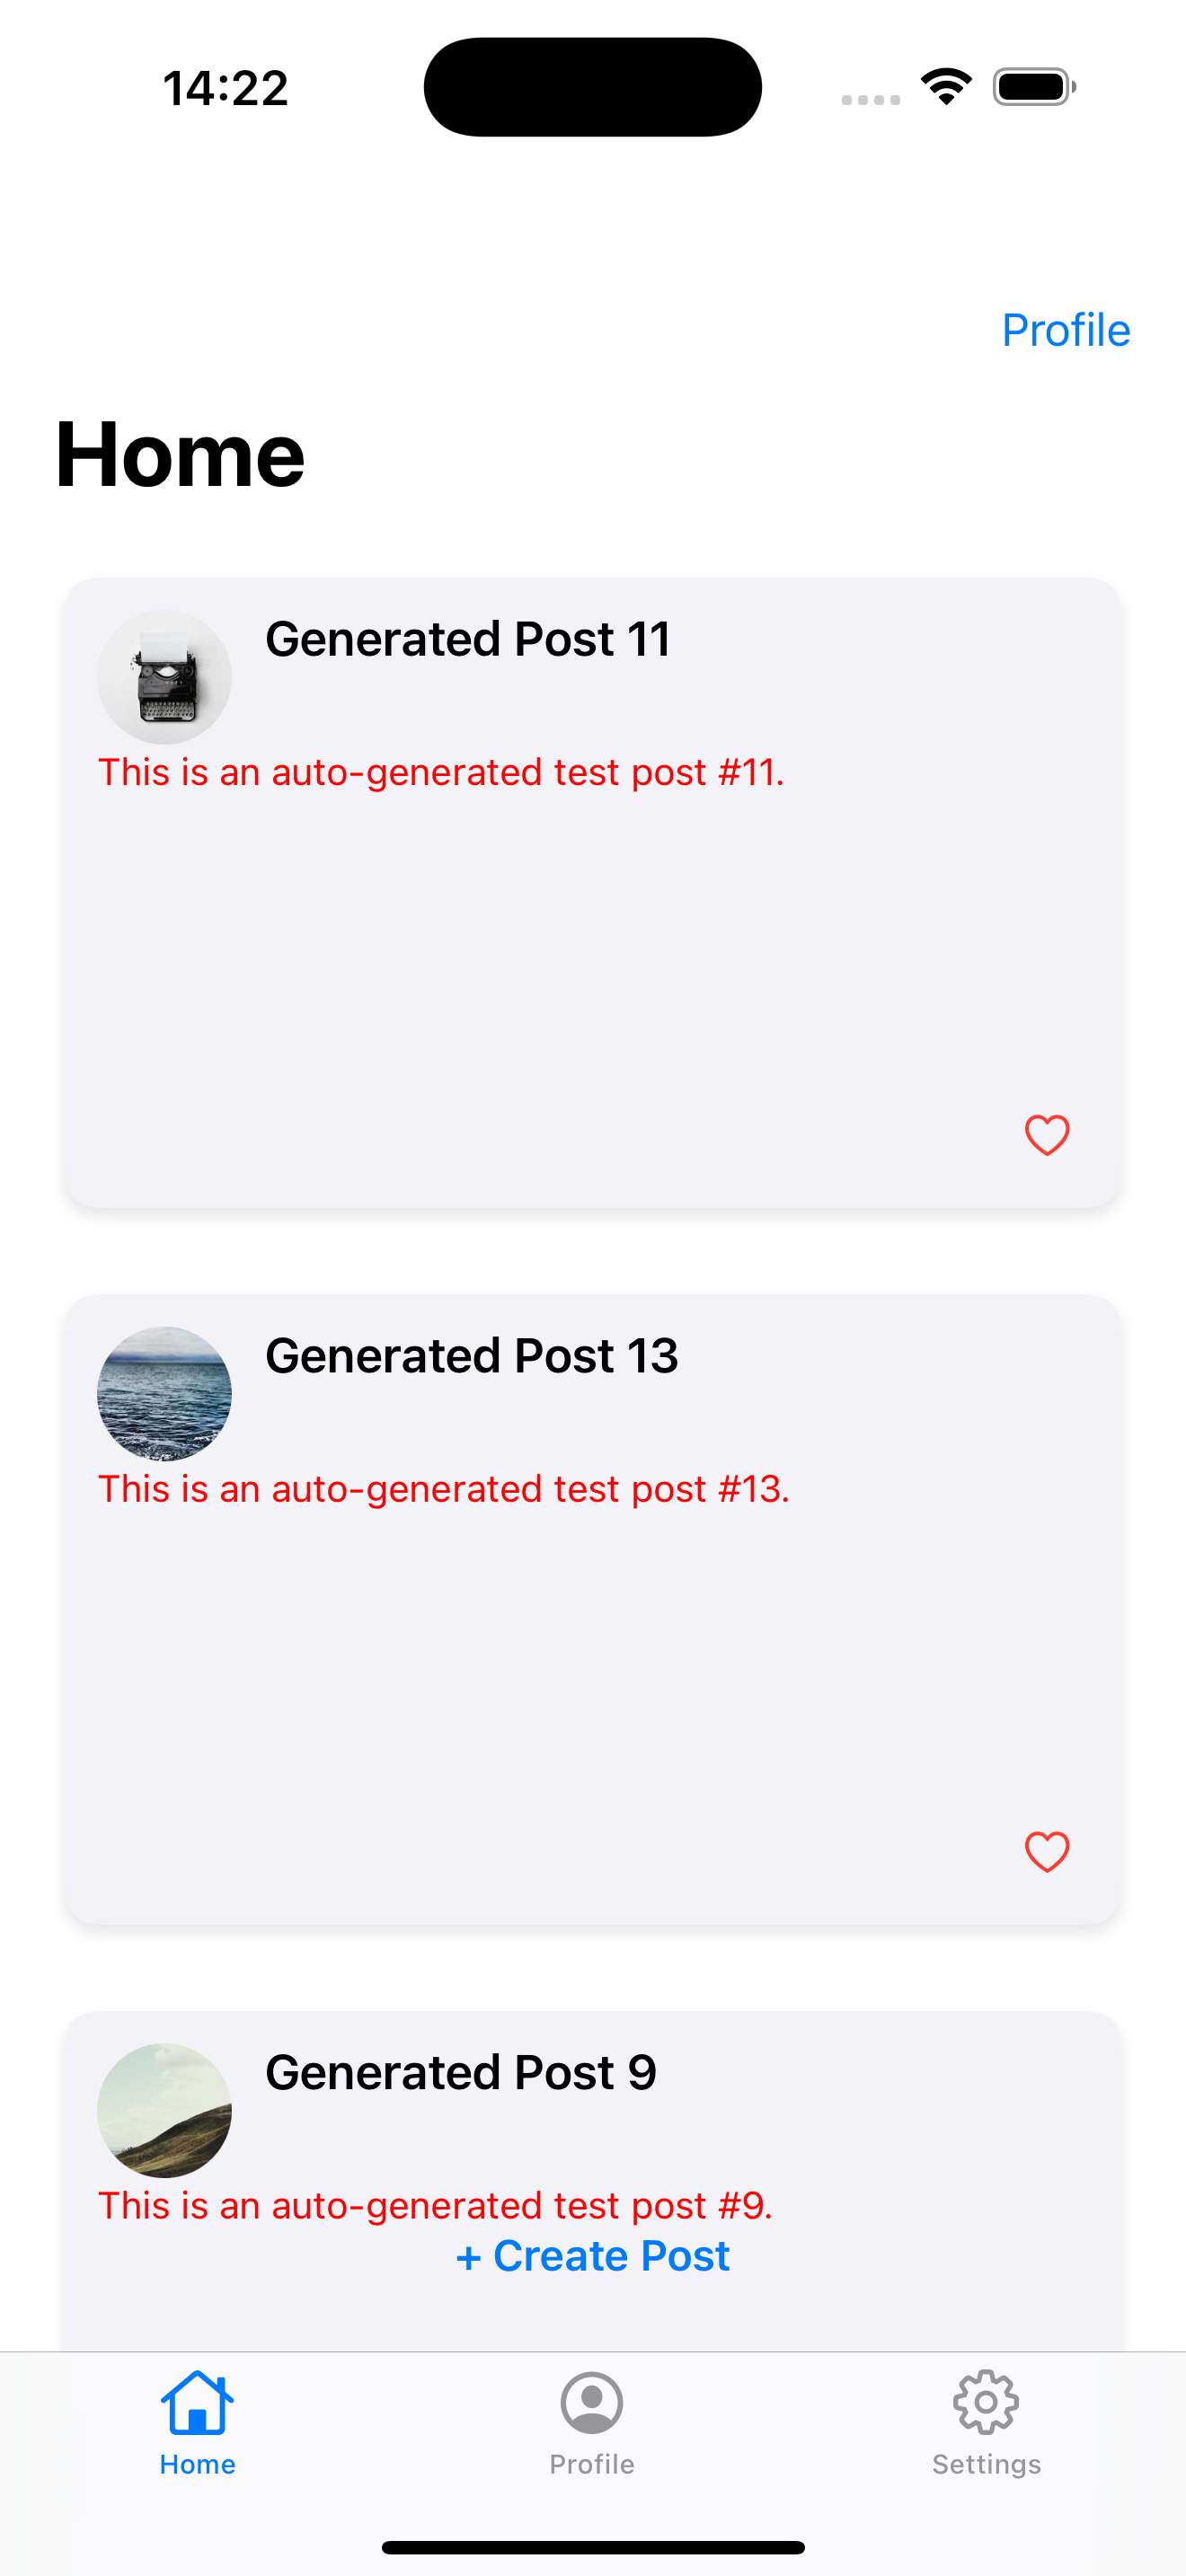 14:22
Profile
Home
Generated Post 11
This is an auto-generated test post #11.
Generated Post 13
This is an auto-generated test post #13.
Generated Post 9
This is an auto-generated test post #9.
+ Create Post
Home Profile Settings